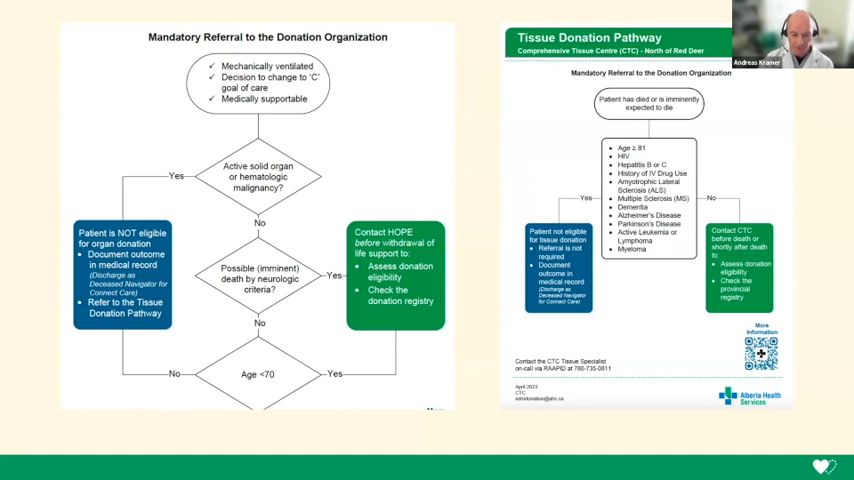 Mandatory Referral to the Donation Organization
✓ Mechanically ventilated
✓ Decision to change to 'C'
goal of care
✓ Medically supportable
Active solid organ
or hematologic
malignancy?
Yes
No
Patient is NOT eligible
for organ donation
• Document outcome
in medical record
(Discharge as
Deceased Navigator for
Connect Care)
• Refer to the Tissue
Donation Pathway
Possible (imminent)
death by neurologic
criteria?
Yes
No
Contact HOPE
before withdrawal of
life support to:
• Assess donation
eligibility
• Check the
donation registry
No
Age <70
Yes
Tissue Donation Pathway
Comprehensive Tissue Centre (CTC) - North of Red Deer
Andreas Kramer
Mandatory Referral to the Donation Organization
Patient has died or is imminently
expected to die
• Age ≥ 81
• HIV
• Hepatitis B or C
• History of IV Drug Use
• Amyotrophic Lateral
Sclerosis (ALS)
• Multiple Sclerosis (MS)
• Dementia
• Alzheimer's Disease
• Parkinson's Disease
• Active Leukemia or
Lymphoma
• Myeloma
Yes
No
Patient not eligible
for tissue donation
• Referral is not
required
• Document
outcome in
medical record
(Discharge as
Deceased Navigator
for Connect Care)
Contact CTC
before death or
shortly after death
to:
• Assess donation
eligibility
• Check the
provincial
registry
More
Information
Contact the CTC Tissue Specialist
on-call via RAAPID at 780-735-0811
April 2023
CTC
edmdonation@ahs.ca
Alberta Health
Services